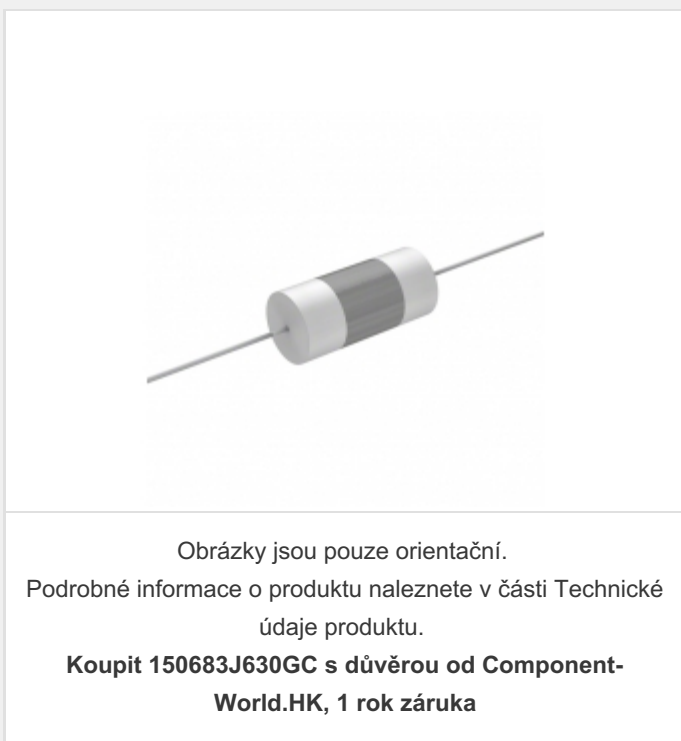 Obrázky jsou pouze orientační.
Podrobné informace o produktu naleznete v části Technické
údaje produktu.
Koupit 150683J630GC s důvěrou od Component-
World.HK, 1 rok záruka